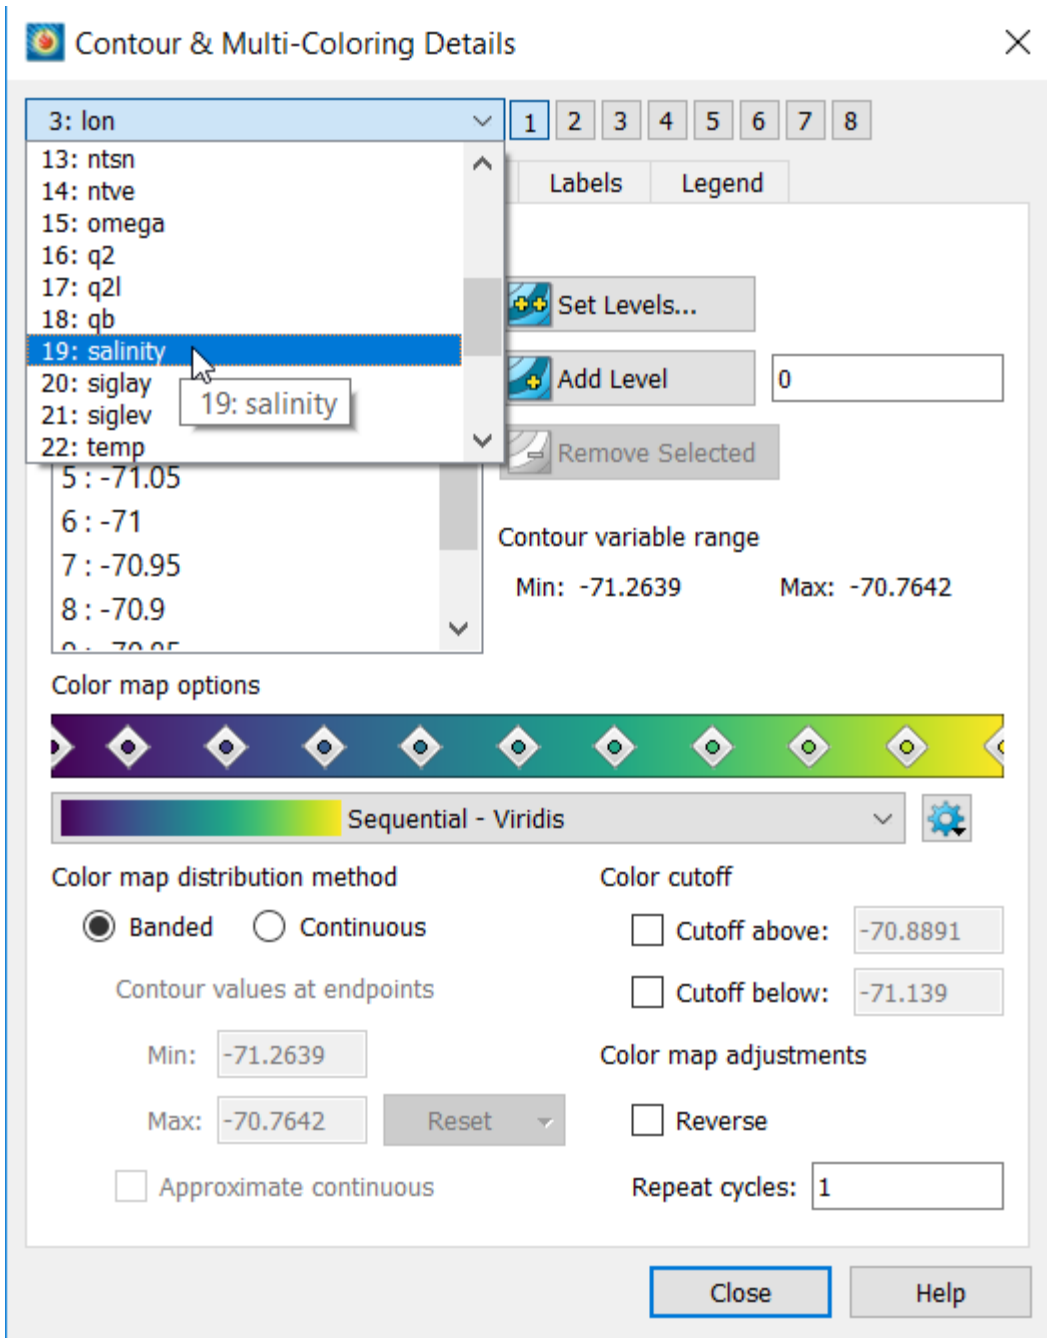 Contour & Multi-Coloring Details
3: lon
1 2 3 4 5 6 7 8
13: ntsn
14: ntve
15: omega
16: q2
17: q2l
18: qb
19: salinity
20: siglay
21: siglev
22: temp
19: salinity
Labels Legend
Set Levels...
Add Level 0
Remove Selected
5 : -71.05
6 : -71
7 : -70.95
8 : -70.9
9 : -70.85
Contour variable range
Min: -71.2639 Max: -70.7642
Color map options
Sequential - Viridis
Color map distribution method
Banded Continuous
Contour values at endpoints
Min: -71.2639
Max: -70.7642 Reset
Approximate continuous
Color cutoff
Cutoff above: -70.8891
Cutoff below: -71.139
Color map adjustments
Reverse
Repeat cycles: 1
Close Help